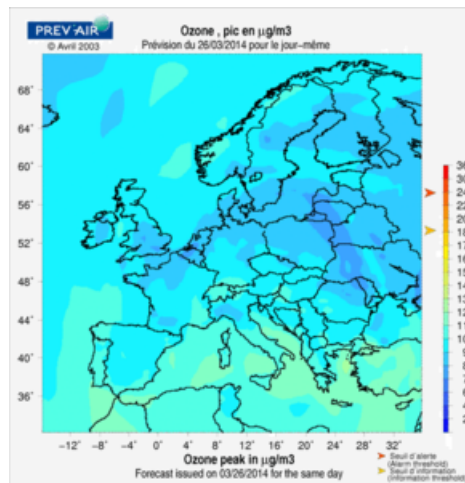 PREV'AIR
© Avril 2003
Ozone , pic en µg/m3
Prévision du 26/03/2014 pour le jour-même
68°
64°
60°
56°
52°
48°
44°
40°
36°
-12° -8° -4° 0° 4° 8° 12° 16° 20° 24° 28° 32°
Ozone peak in µg/m3
Forecast issued on 03/26/2014 for the same day
Seuil d'alerte
(Alarm threshold)
Seuil d'information
(Information threshold)